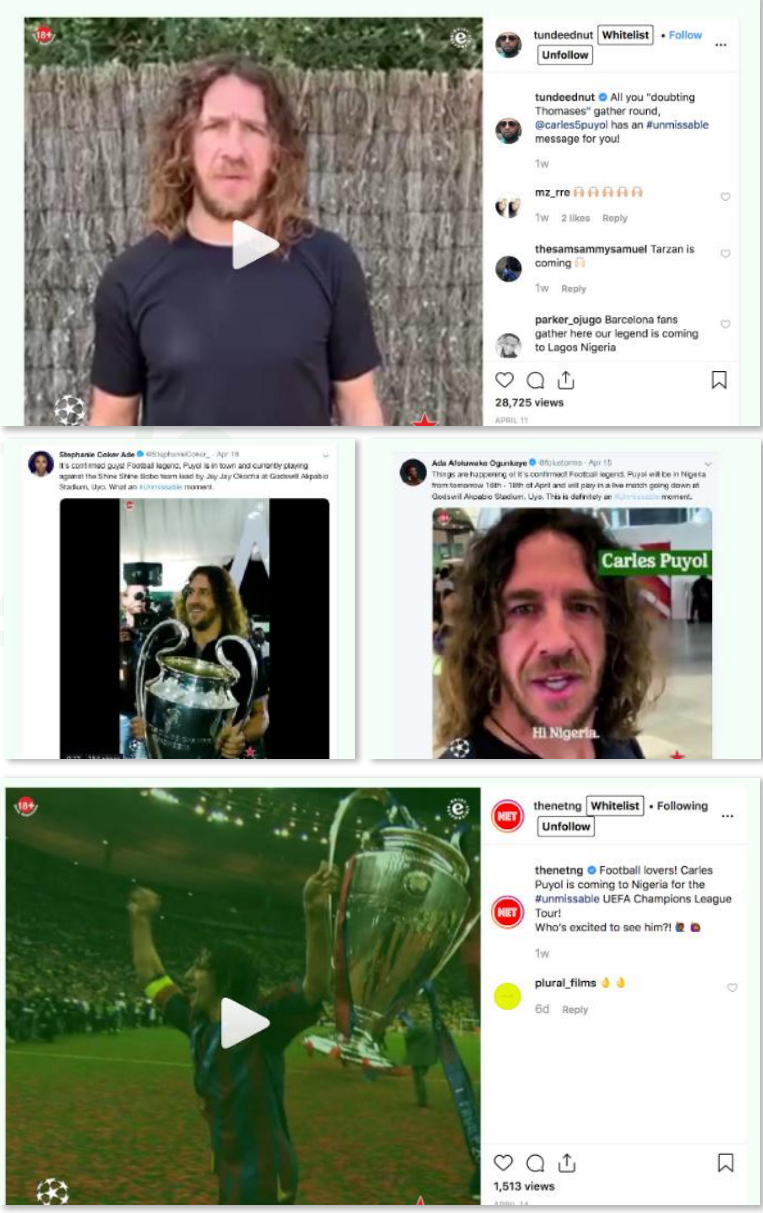 18+
tundeednut Whitelist • Follow
Unfollow
tundeednut All you "doubting
Thomases" gather round,
@carles5puyol has an #unmissable
message for you!
1w
mz_rre
1w 2 likes Reply
thesamsammysamuel Tarzan is
coming
1w Reply
parker_ojugo Barcelona fans
gather here our legend is coming
to Lagos Nigeria
28,725 views
APRIL 11
Stephanie Coker Ade @StephanieCoker_ · Apr 16
It's confirmed guys! Football legend, Puyol is in town and currently playing
against the Shine Shine Bobo team lead by Jay Jay Okocha at Godswill Akpabio
Stadium, Uyo. What an #Unmissable moment.
Ada Afoluwake Ogunkeye @folustorms · Apr 15
Things are happening o! It's confirmed! Football legend, Puyol will be in Nigeria
from tomorrow 16th - 18th of April and will play in a live match going down at
Godswill Akpabio Stadium, Uyo. This is definitely an #Unmissable moment.
18+
Carles Puyol
Hi Nigeria.
18+
NET
thenetng Whitelist • Following
Unfollow
NET
thenetng Football lovers! Carles
Puyol is coming to Nigeria for the
#unmissable UEFA Champions League
Tour!
Who's excited to see him?!
1w
plural_films
6d Reply
1,513 views